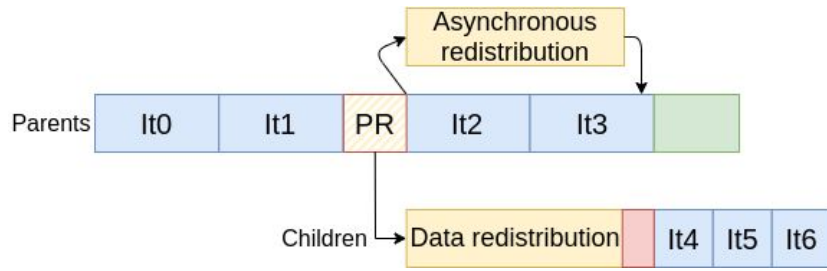 Asynchronous
redistribution
Parents
It0
It1
PR
It2
It3
Children
Data redistribution
It4
It5
It6